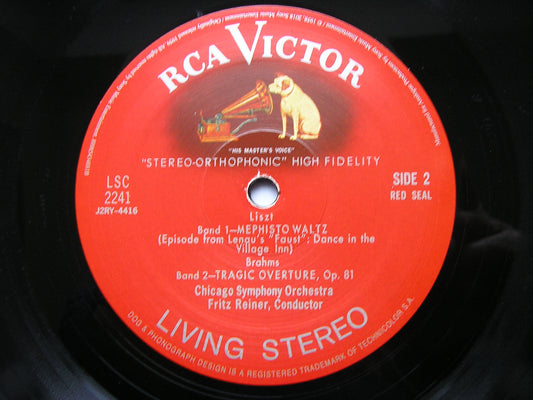 RCA VICTOR
"HIS MASTER'S VOICE"
"STEREO-ORTHOPHONIC" HIGH FIDELITY
LSC
2241
J2RY-4416
SIDE 2
RED SEAL
Liszt
Band 1—MEPHISTO WALTZ
(Episode from Lenau's "Faust": Dance in the
Village Inn)
Brahms
Band 2—TRAGIC OVERTURE, Op. 81
Chicago Symphony Orchestra
Fritz Reiner, Conductor
LIVING STEREO
DOG & PHONOGRAPH DESIGN IS A REGISTERED TRADEMARK OF TECHNICOLOR S.A.